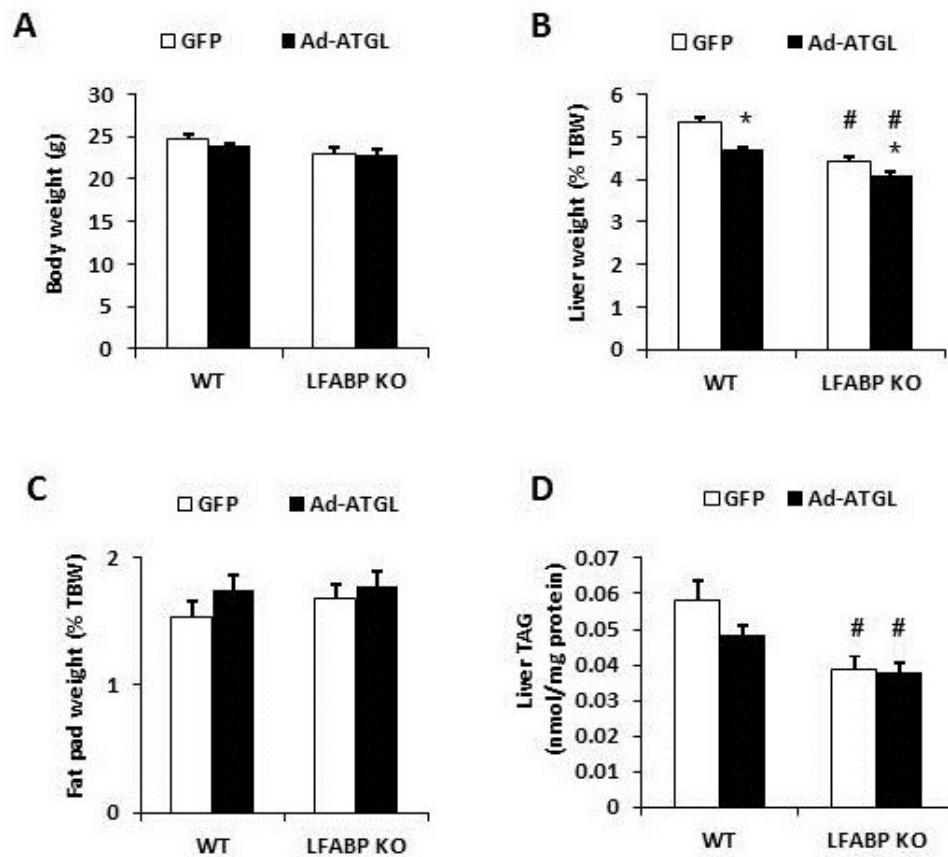 A
GFP Ad-ATGL
Body weight (g)
30
25
20
15
10
5
0
WT LFABP KO
B
GFP Ad-ATGL
Liver weight (% TBW)
6
5
4
3
2
1
0
* # #
*
WT LFABP KO
C
GFP Ad-ATGL
Fat pad weight (% TBW)
2
1
0
WT LFABP KO
D
GFP Ad-ATGL
Liver TAG
(nmol/mg protein)
0.07
0.06
0.05
0.04
0.03
0.02
0.01
0
# #
WT LFABP KO